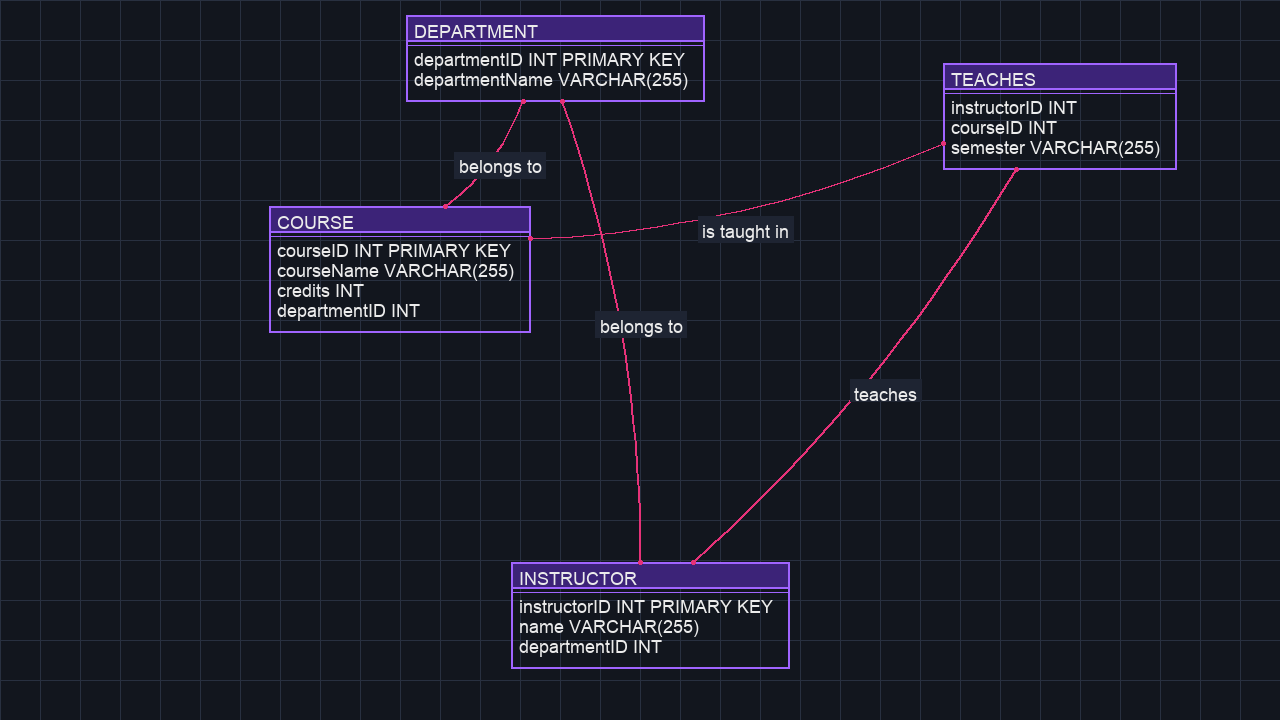 DEPARTMENT
departmentID INT PRIMARY KEY
departmentName VARCHAR(255)
TEACHES
instructorID INT
courseID INT
semester VARCHAR(255)
belongs to
COURSE
courseID INT PRIMARY KEY
courseName VARCHAR(255)
credits INT
departmentID INT
is taught in
belongs to
teaches
INSTRUCTOR
instructorID INT PRIMARY KEY
name VARCHAR(255)
departmentID INT